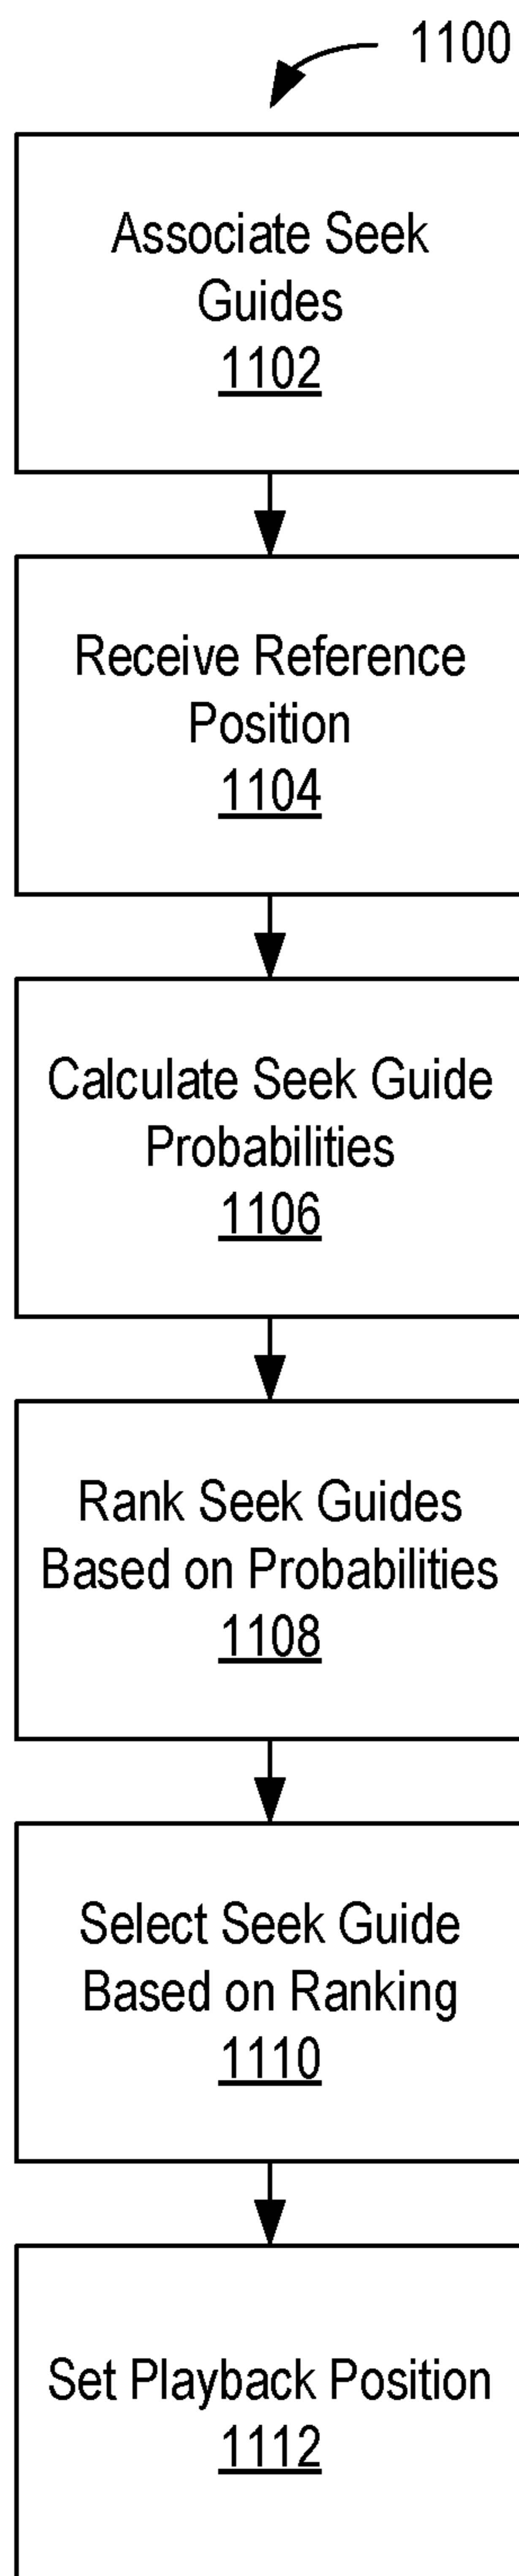 1100
Associate Seek
Guides
1102
Receive Reference
Position
1104
Calculate Seek Guide
Probabilities
1106
Rank Seek Guides
Based on Probabilities
1108
Select Seek Guide
Based on Ranking
1110
Set Playback Position
1112